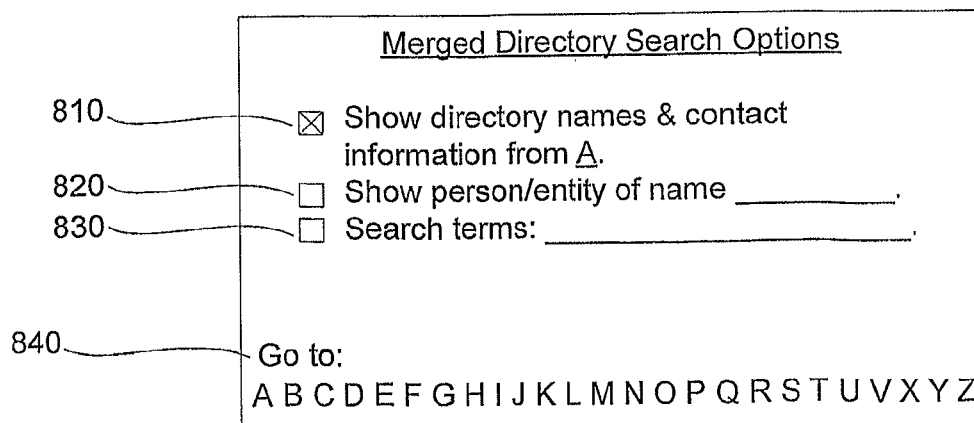 Merged Directory Search Options
810
Show directory names & contact
information from A.
820
Show person/entity of name ________.
830
Search terms: __________________.
840
Go to:
A B C D E F G H I J K L M N O P Q R S T U V X Y Z